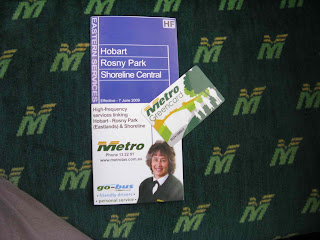 EASTERN SERVICES
HF
Hobart
Rosny Park
Shoreline Central
Effective - 7 June 2009
High-frequency
services linking
Hobart - Rosny Park
(Eastlands) & Shoreline
Metro
Phone 13 22 01
www.metrotas.com.au
go-but
friendly drivers
personal service
Metro
Greencard